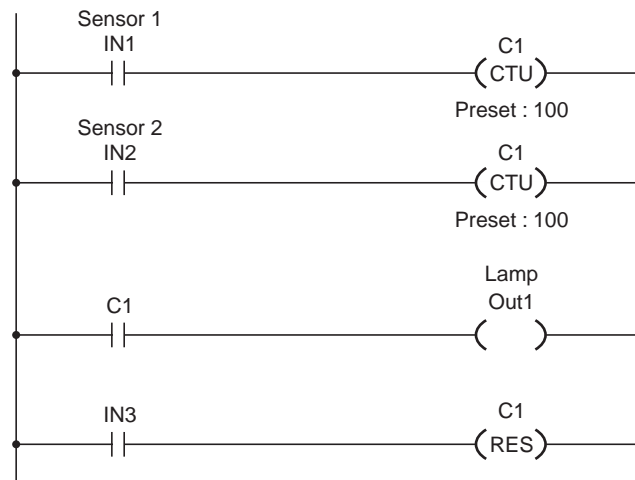 Sensor 1
IN1
C1
CTU
Preset : 100
Sensor 2
IN2
C1
CTU
Preset : 100
C1
Lamp
Out1
IN3
C1
RES